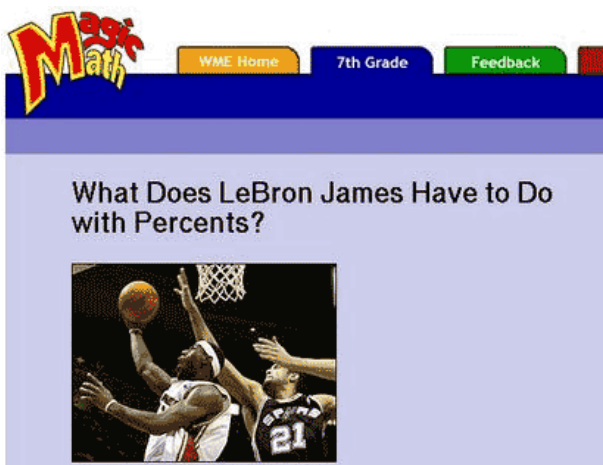 Magic
Math
WME Home
7th Grade
Feedback
What Does LeBron James Have to Do
with Percents?
SPURS
21